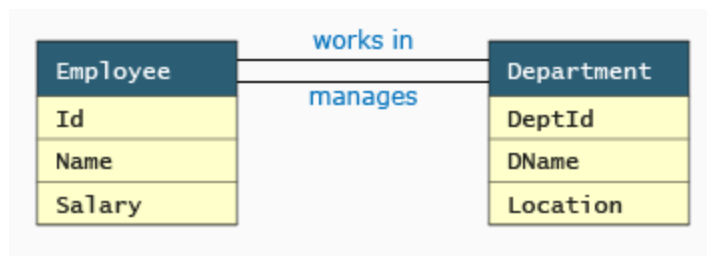 works in
manages
Employee
Id
Name
Salary
Department
DeptId
DName
Location